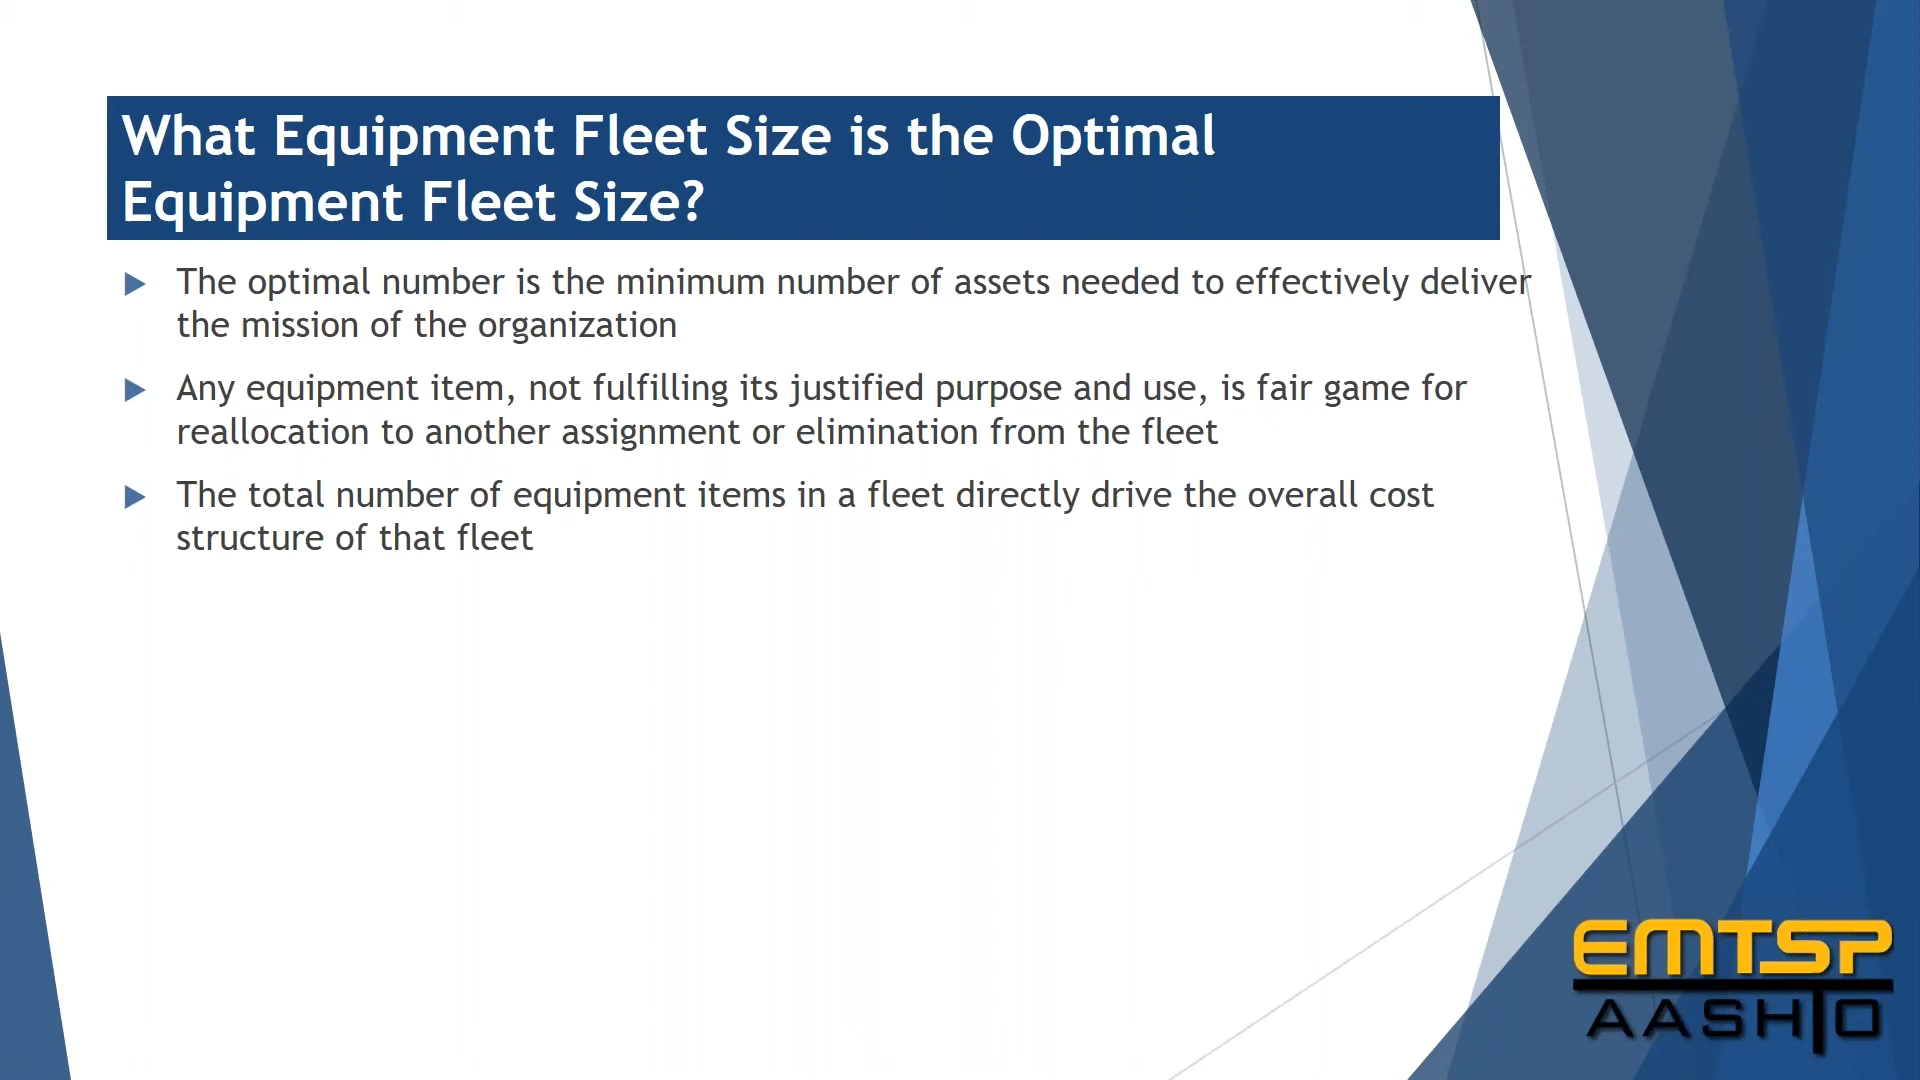 What Equipment Fleet Size is the Optimal
Equipment Fleet Size?
The optimal number is the minimum number of assets needed to effectively deliver
the mission of the organization
Any equipment item, not fulfilling its justified purpose and use, is fair game for
reallocation to another assignment or elimination from the fleet
The total number of equipment items in a fleet directly drive the overall cost
structure of that fleet
EMTSP
AASHTO